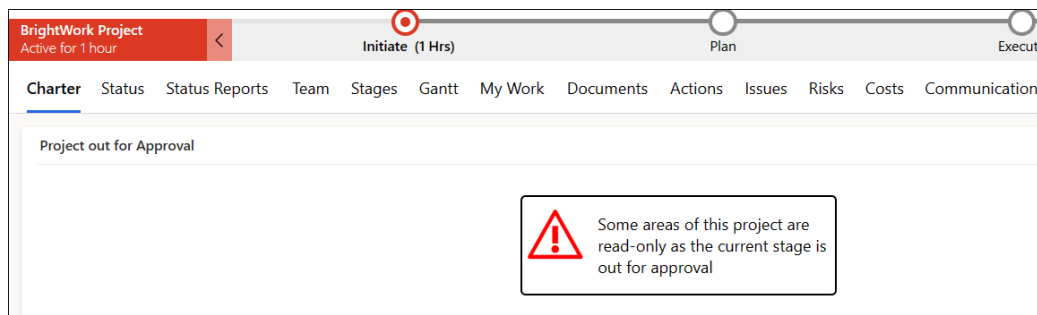 BrightWork Project
Active for 1 hour
Initiate (1 Hrs)
Plan
Execut
Charter Status Status Reports Team Stages Gantt My Work Documents Actions Issues Risks Costs Communication
Project out for Approval
Some areas of this project are
read-only as the current stage is
out for approval